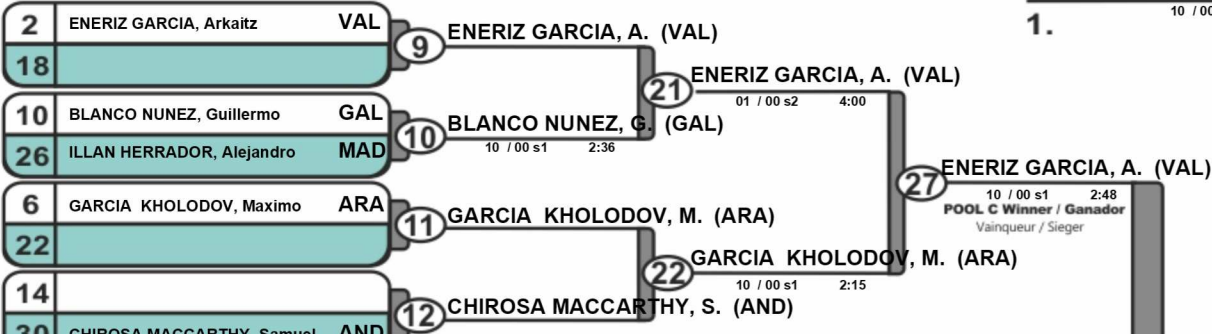 2 ENERIZ GARCIA, Arkaitz VAL
18
10 BLANCO NUNEZ, Guillermo GAL
26 ILLAN HERRADOR, Alejandro MAD
6 GARCIA KHOLODOV, Maximo ARA
22
14
30 CHIROSA MACCARTHY, Samuel AND
9 ENERIZ GARCIA, A. (VAL)
10 BLANCO NUNEZ, G. (GAL)
10 / 00 s1 2:36
11 GARCIA KHOLODOV, M. (ARA)
12 CHIROSA MACCARTHY, S. (AND)
21 ENERIZ GARCIA, A. (VAL)
01 / 00 s2 4:00
22 GARCIA KHOLODOV, M. (ARA)
10 / 00 s1 2:15
27 ENERIZ GARCIA, A. (VAL)
10 / 00 s1 2:48
POOL C Winner / Ganador
Vainqueur / Sieger
10 / 00
1.